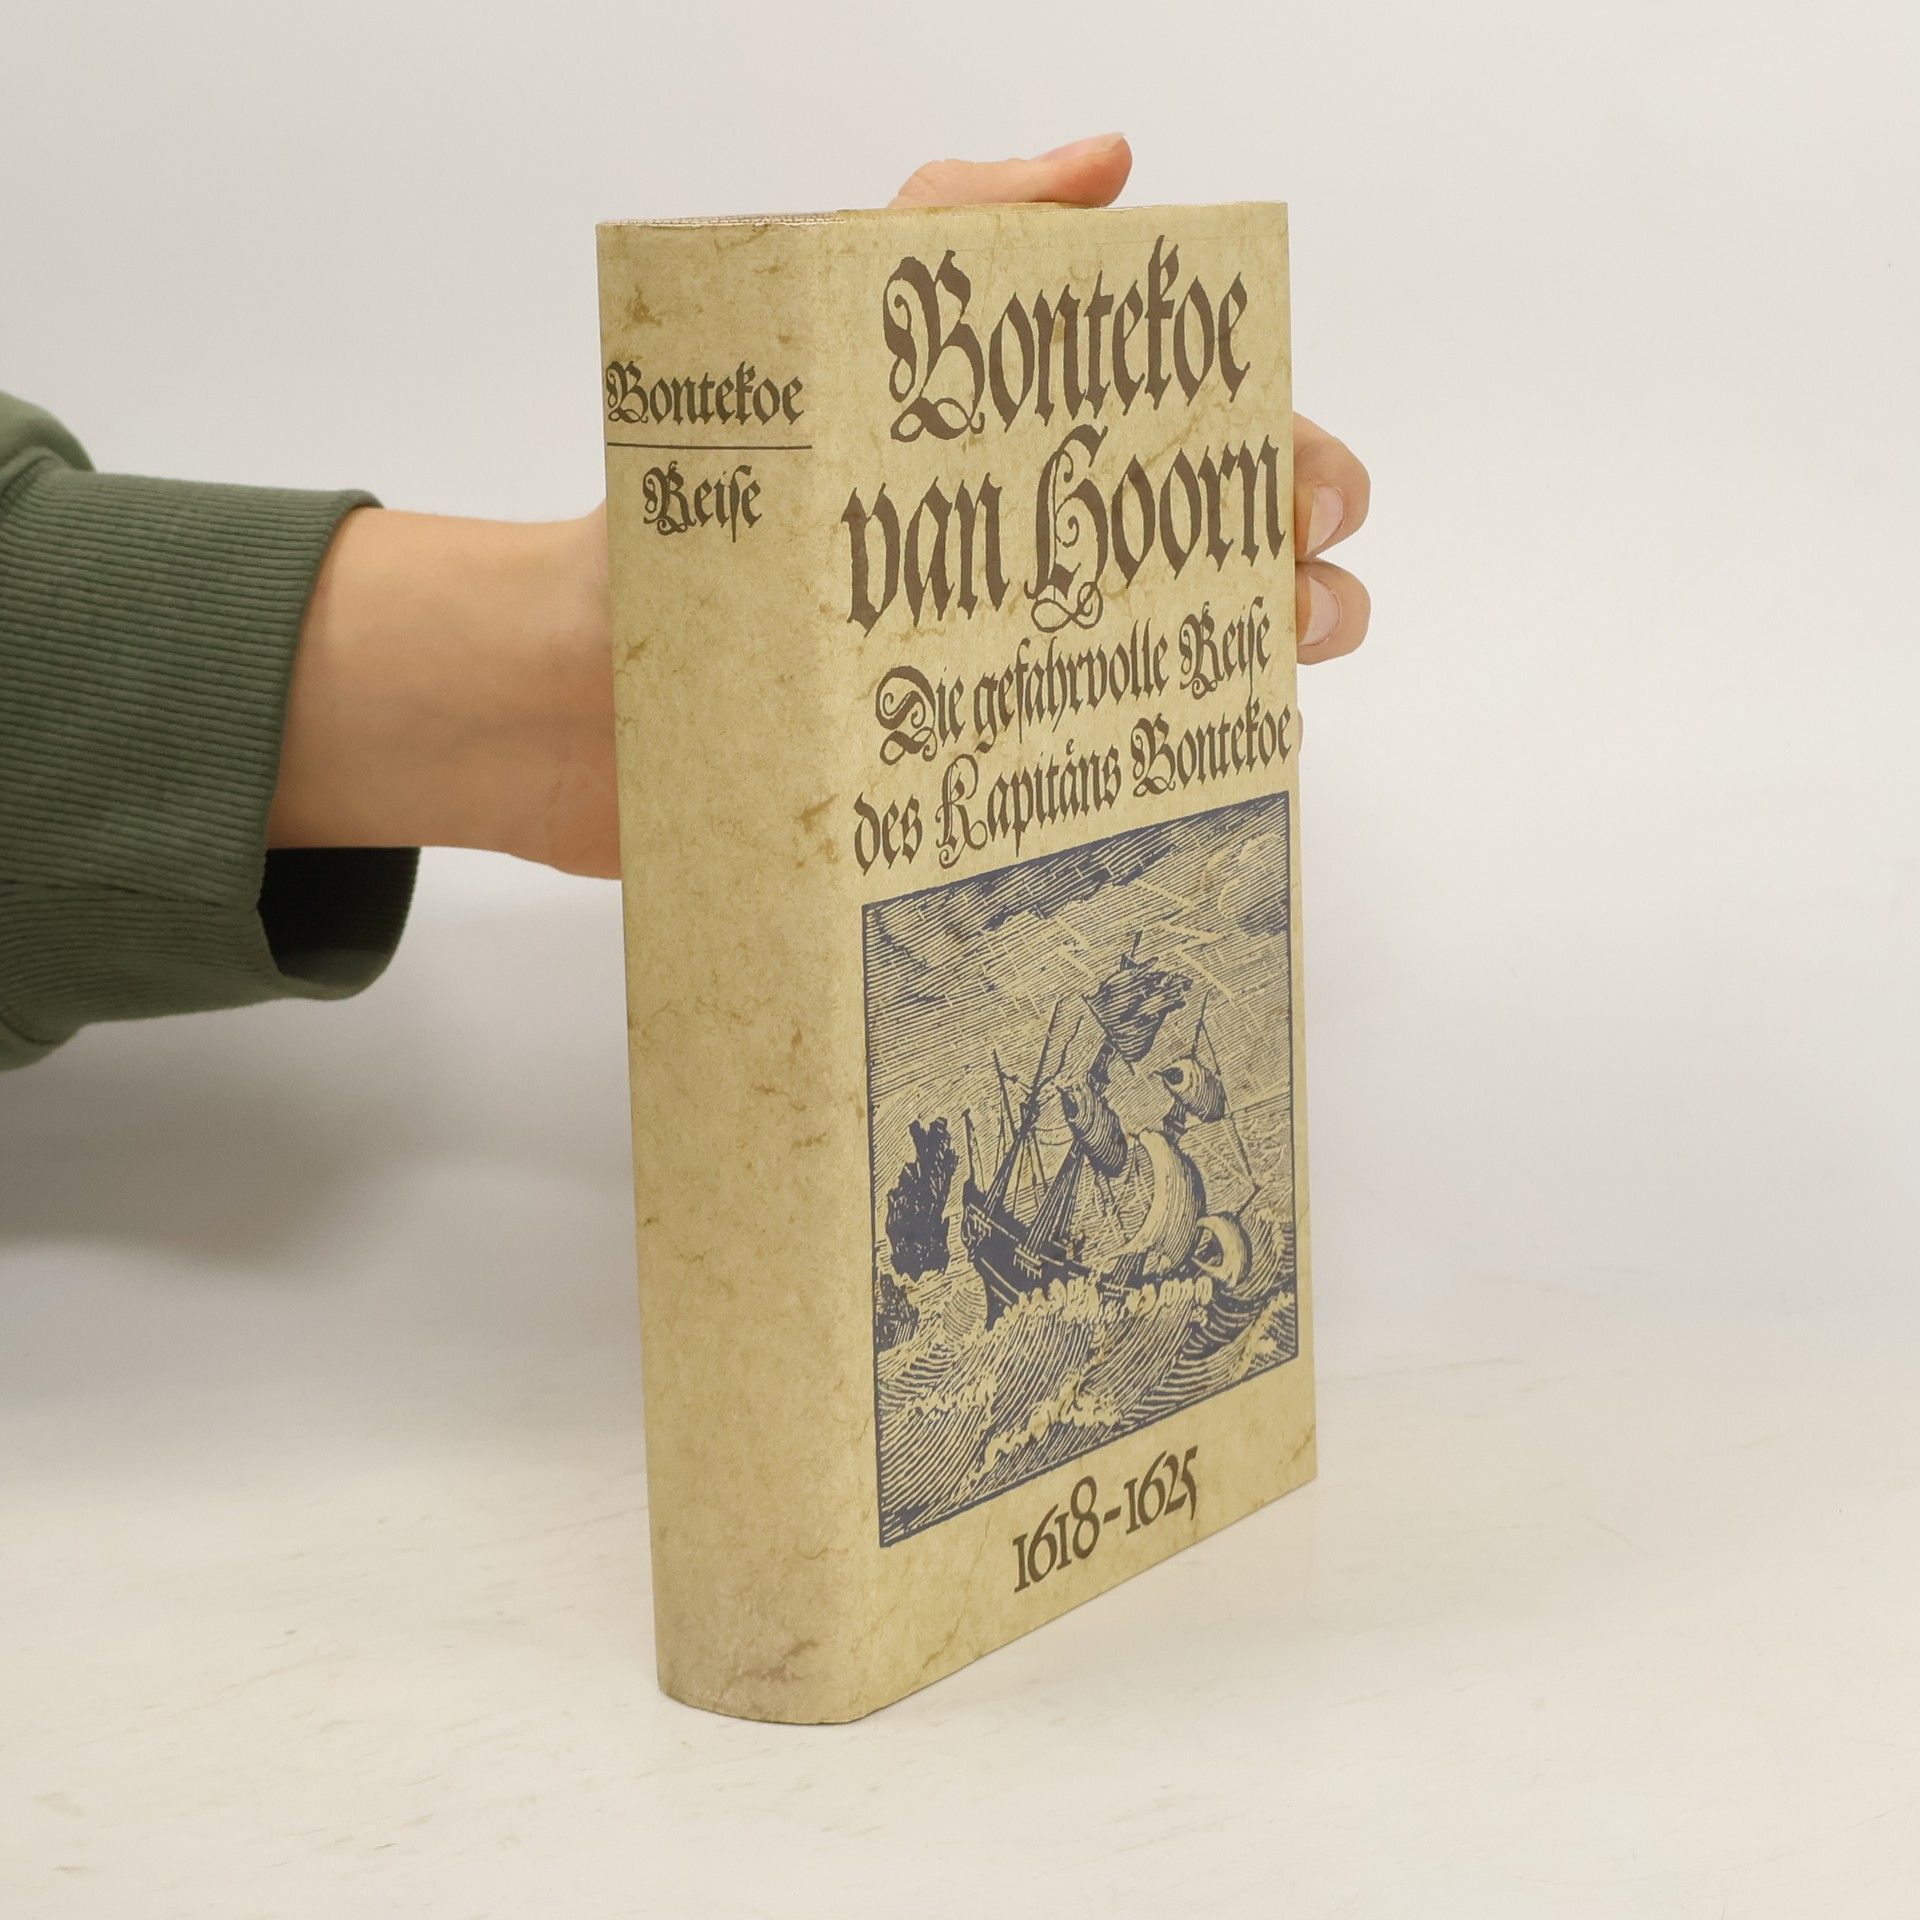 Bontekoe
Reise
Bontekoe
van Hoorn
Die gefahrvolle Reise
des Kapitäns Bontekoe
1618-1625